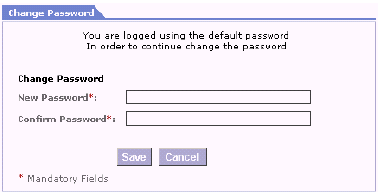 Change Password
You are logged using the default password
In order to continue change the password
Change Password
New Password*:
Confirm Password*:
Save Cancel
* Mandatory Fields